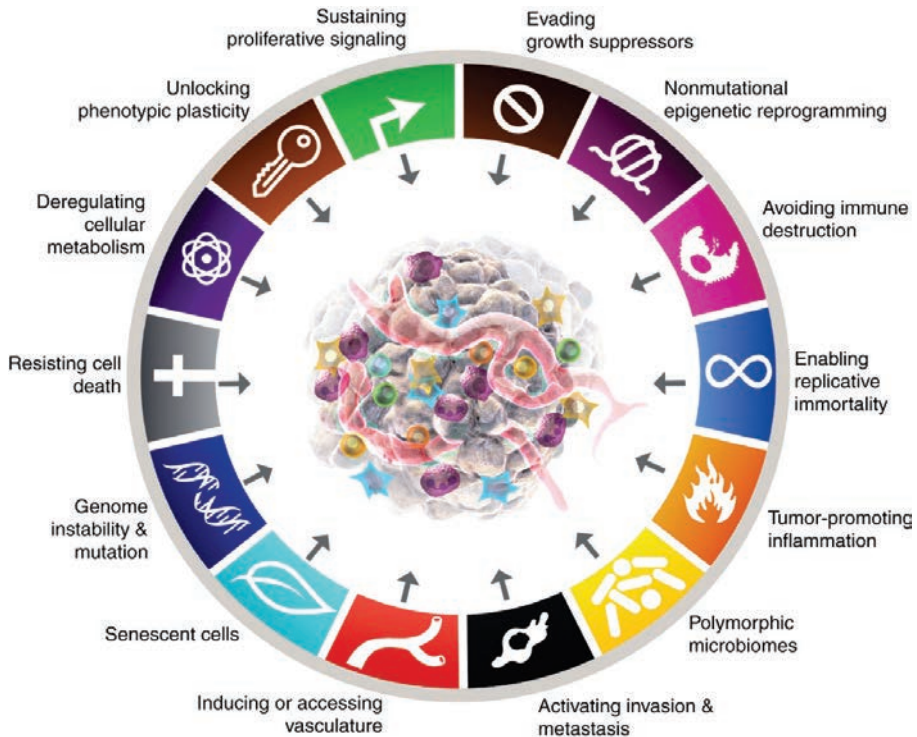 Sustaining
proliferative signaling
Evading
growth suppressors
Nonmutational
epigenetic reprogramming
Avoiding immune
destruction
Enabling
replicative
immortality
Tumor-promoting
inflammation
Polymorphic
microbiomes
Activating invasion &
metastasis
Inducing or accessing
vasculature
Senescent cells
Genome
instability &
mutation
Resisting cell
death
Deregulating
cellular
metabolism
Unlocking
phenotypic plasticity